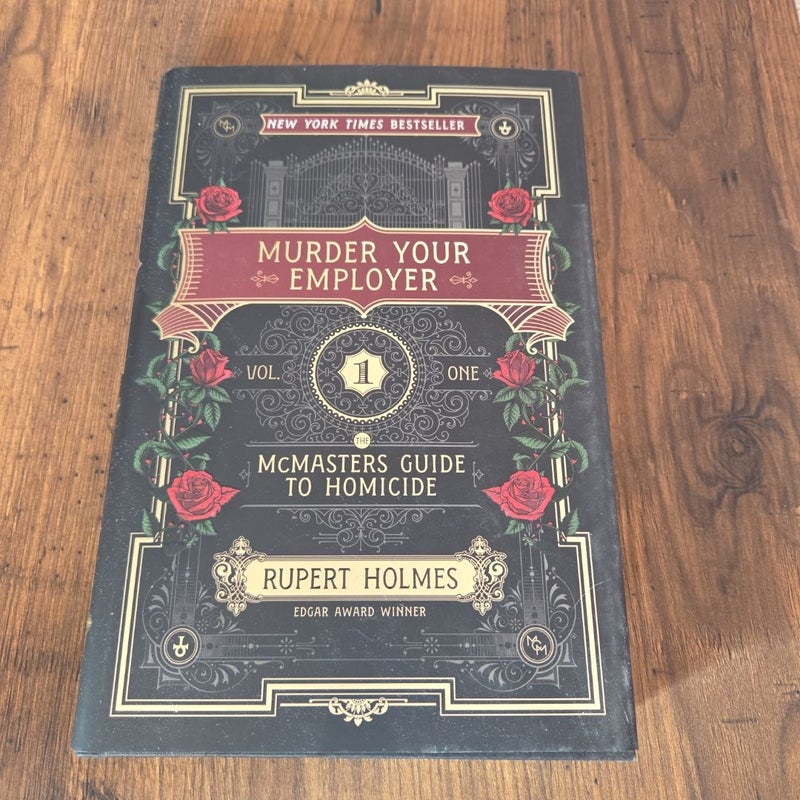 NEW YORK TIMES BESTSELLER
MURDER YOUR
EMPLOYER
VOL. 1 ONE
THE
McMASTERS GUIDE
TO HOMICIDE
RUPERT HOLMES
EDGAR AWARD WINNER